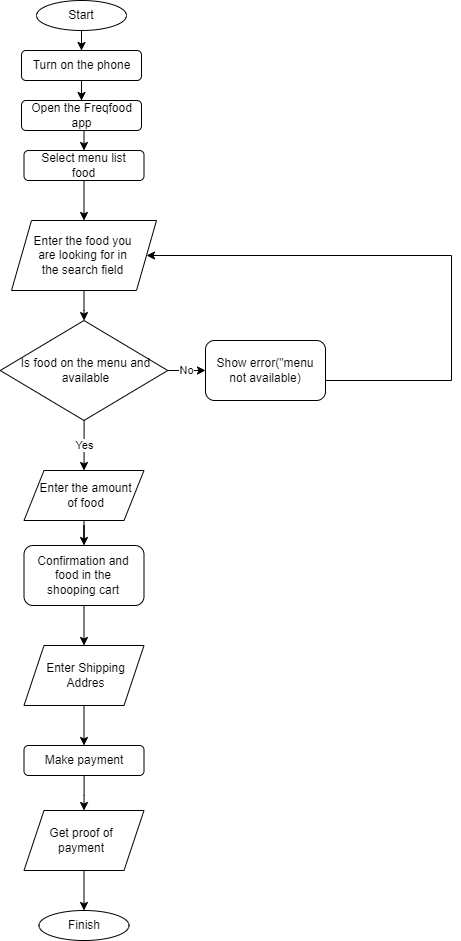 Start
Turn on the phone
Open the Freqfood
app
Select menu list
food
Enter the food you
are looking for in
the search field
Is food on the menu and
available
No
Show error("menu
not available)
Yes
Enter the amount
of food
Confirmation and
food in the
shooping cart
Enter Shipping
Addres
Make payment
Get proof of
payment
Finish